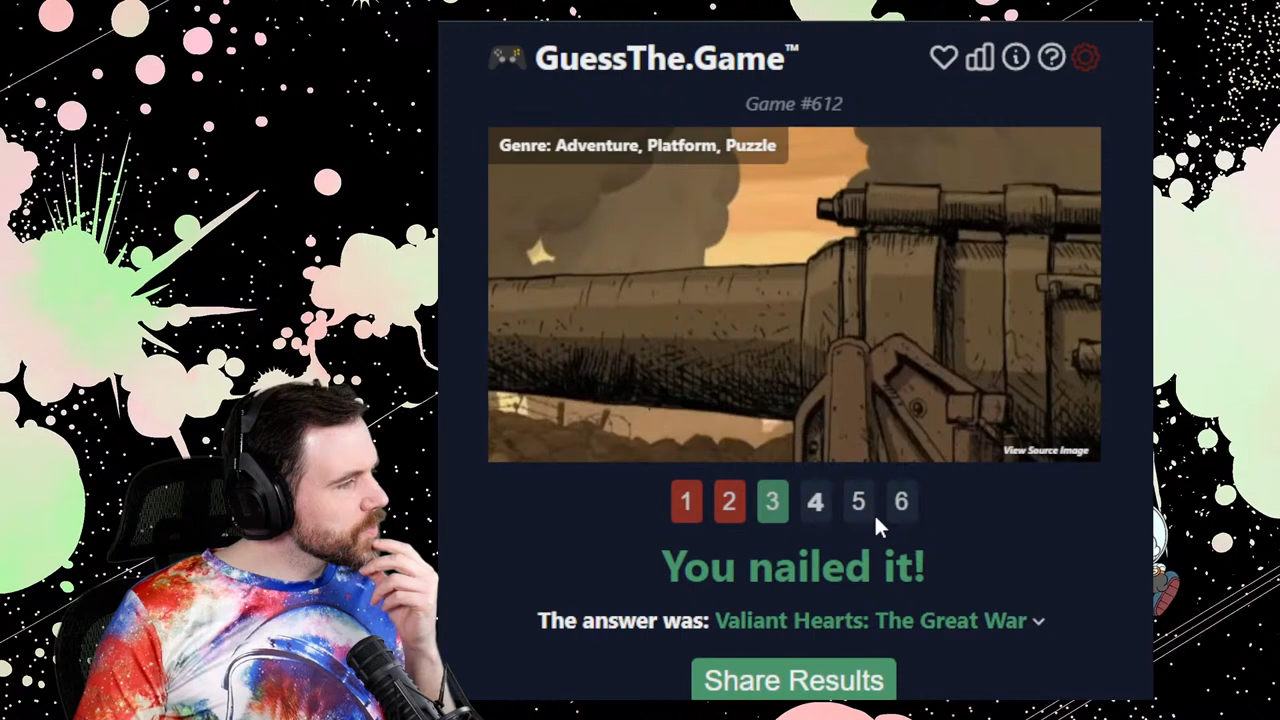 GuessThe.Game™
Game #612
Genre: Adventure, Platform, Puzzle
View Source Image
1 2 3 4 5 6
You nailed it!
The answer was: Valiant Hearts: The Great War
Share Results